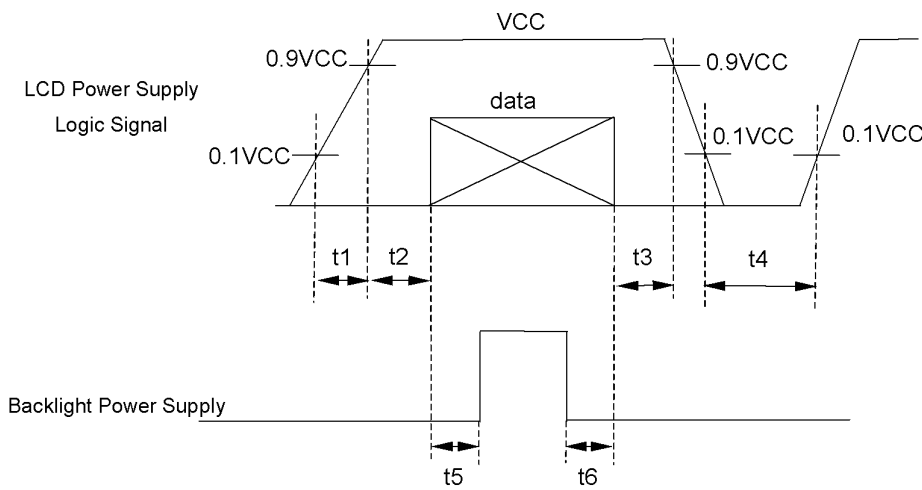 VCC
0.9VCC
0.9VCC
LCD Power Supply
Logic Signal
data
0.1VCC
0.1VCC
0.1VCC
t1
t2
t3
t4
Backlight Power Supply
t5
t6